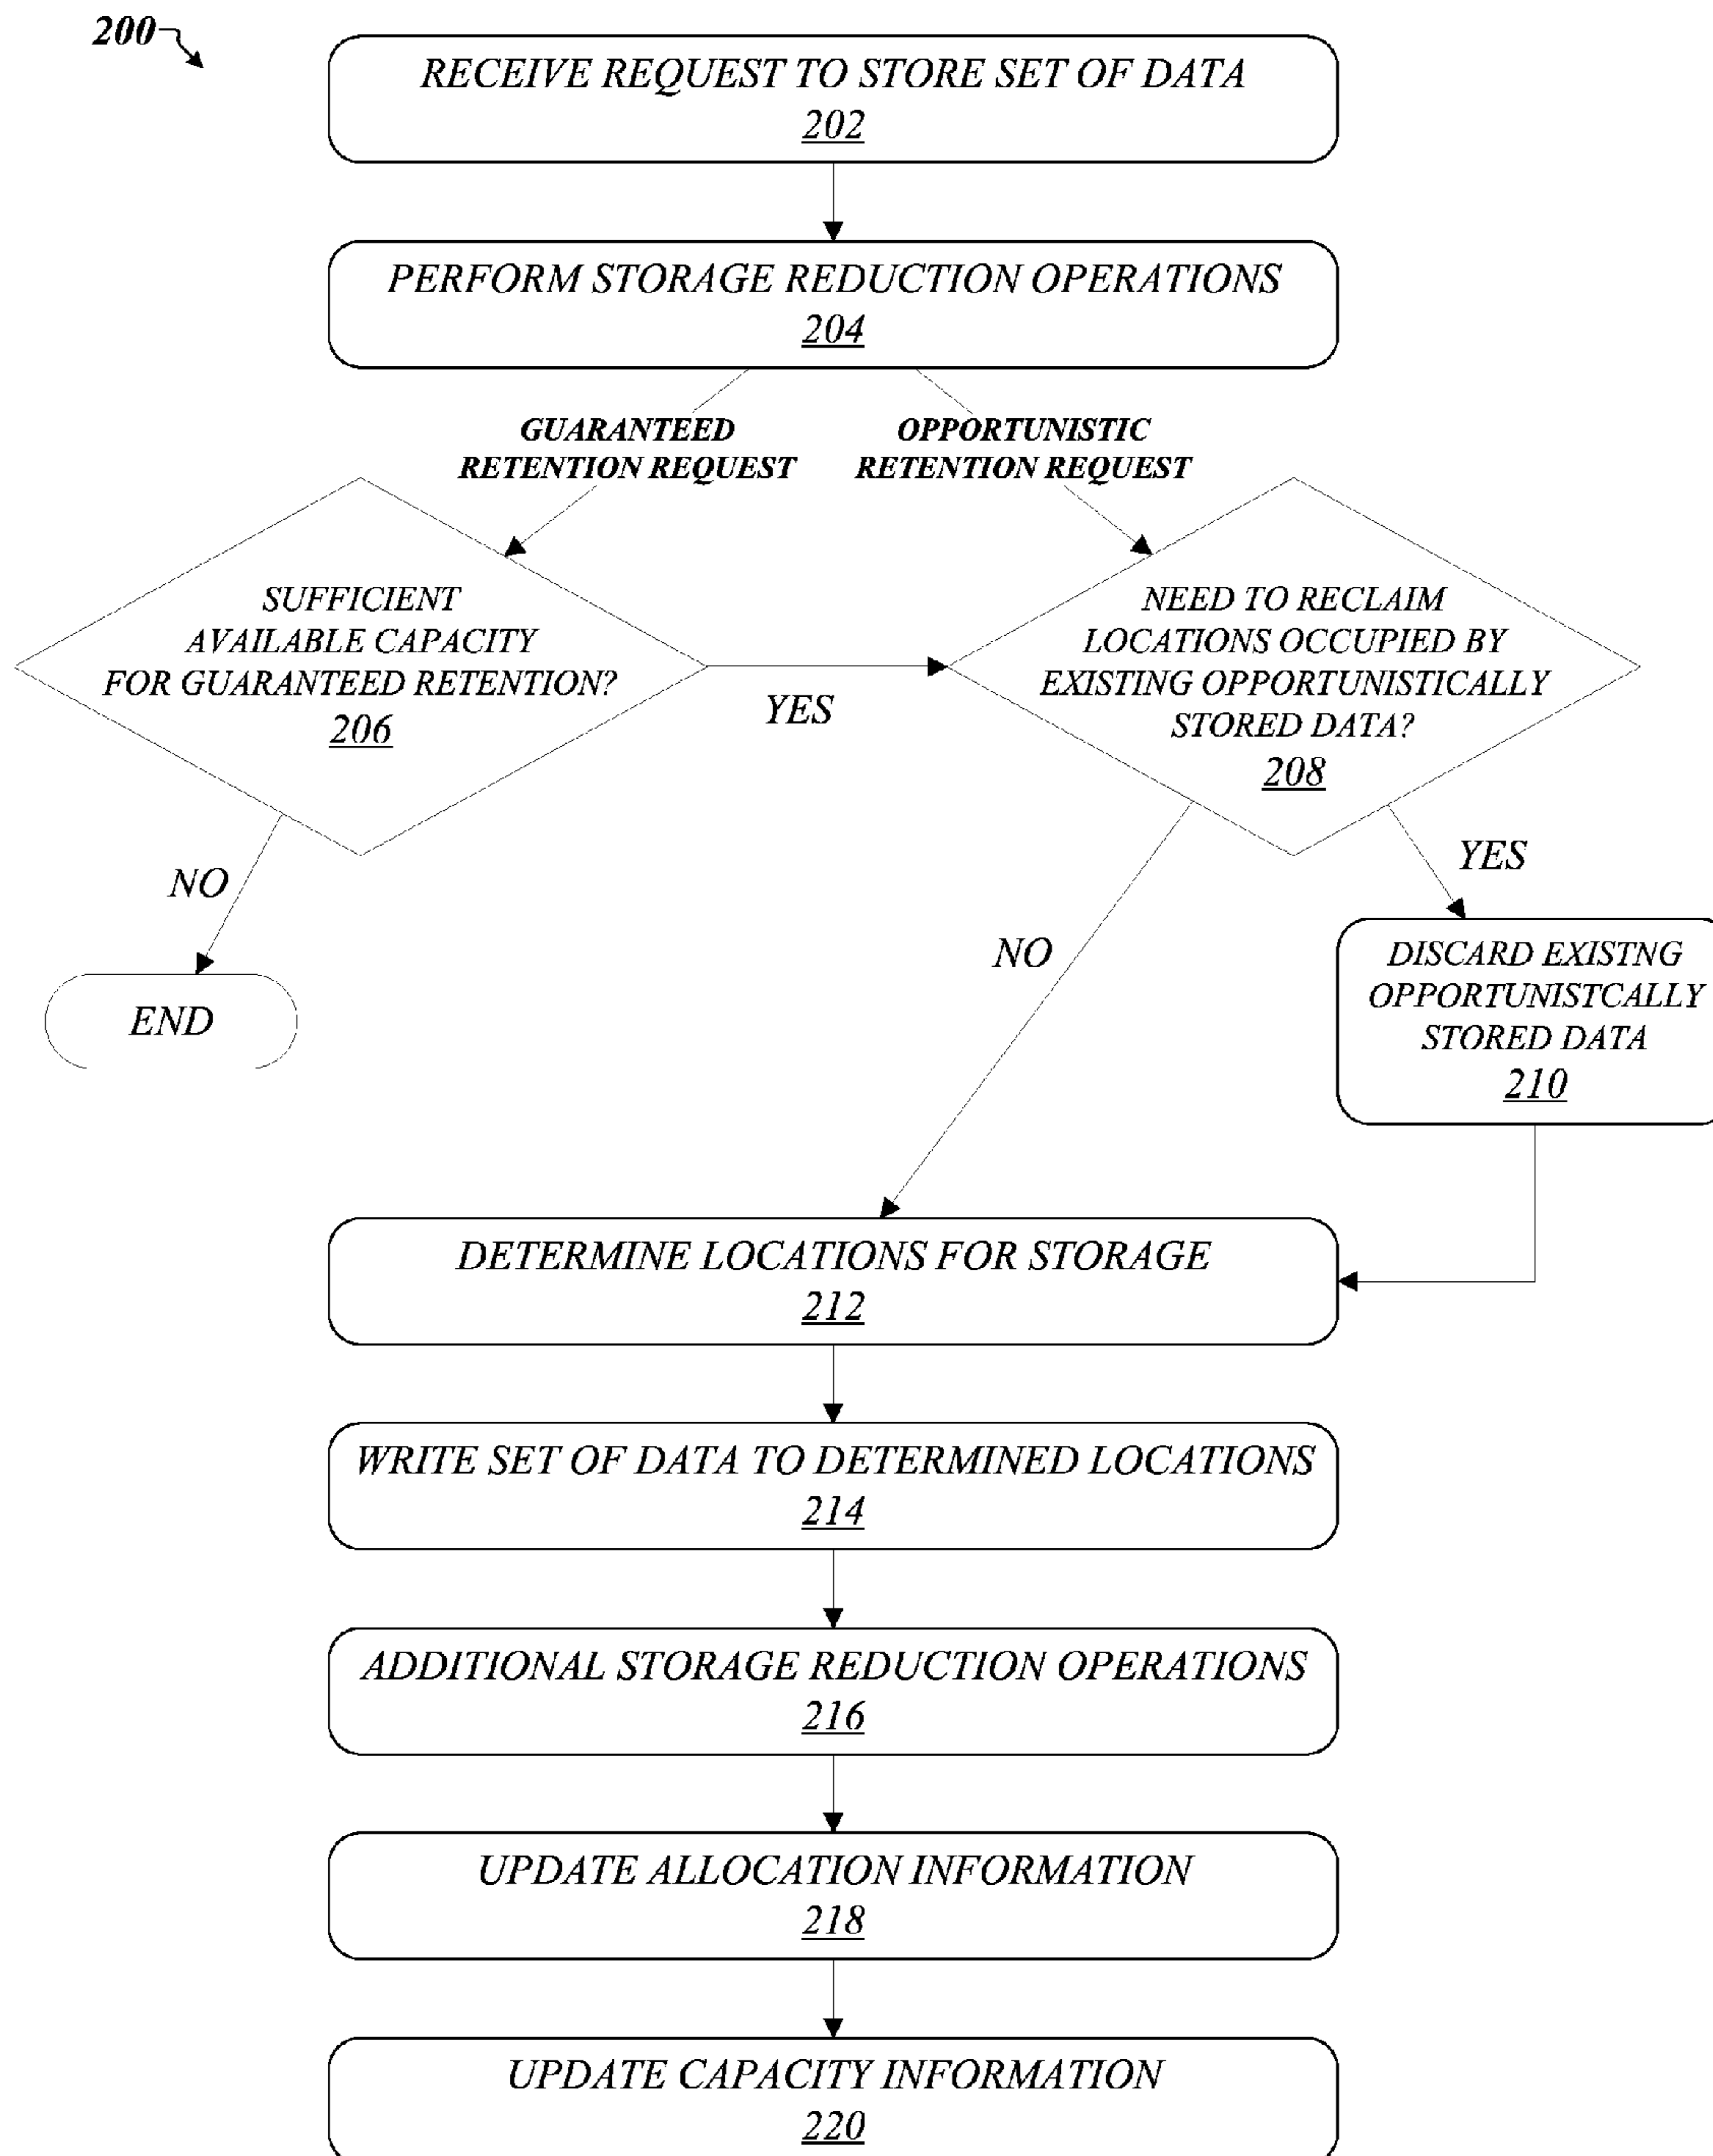 200
RECEIVE REQUEST TO STORE SET OF DATA
202
PERFORM STORAGE REDUCTION OPERATIONS
204
GUARANTEED
RETENTION REQUEST
OPPORTUNISTIC
RETENTION REQUEST
SUFFICIENT
AVAILABLE CAPACITY
FOR GUARANTEED RETENTION?
206
YES
NEED TO RECLAIM
LOCATIONS OCCUPIED BY
EXISTING OPPORTUNISTICALLY
STORED DATA?
208
NO
END
NO
YES
DISCARD EXISTNG
OPPORTUNISTCALLY
STORED DATA
210
DETERMINE LOCATIONS FOR STORAGE
212
WRITE SET OF DATA TO DETERMINED LOCATIONS
214
ADDITIONAL STORAGE REDUCTION OPERATIONS
216
UPDATE ALLOCATION INFORMATION
218
UPDATE CAPACITY INFORMATION
220